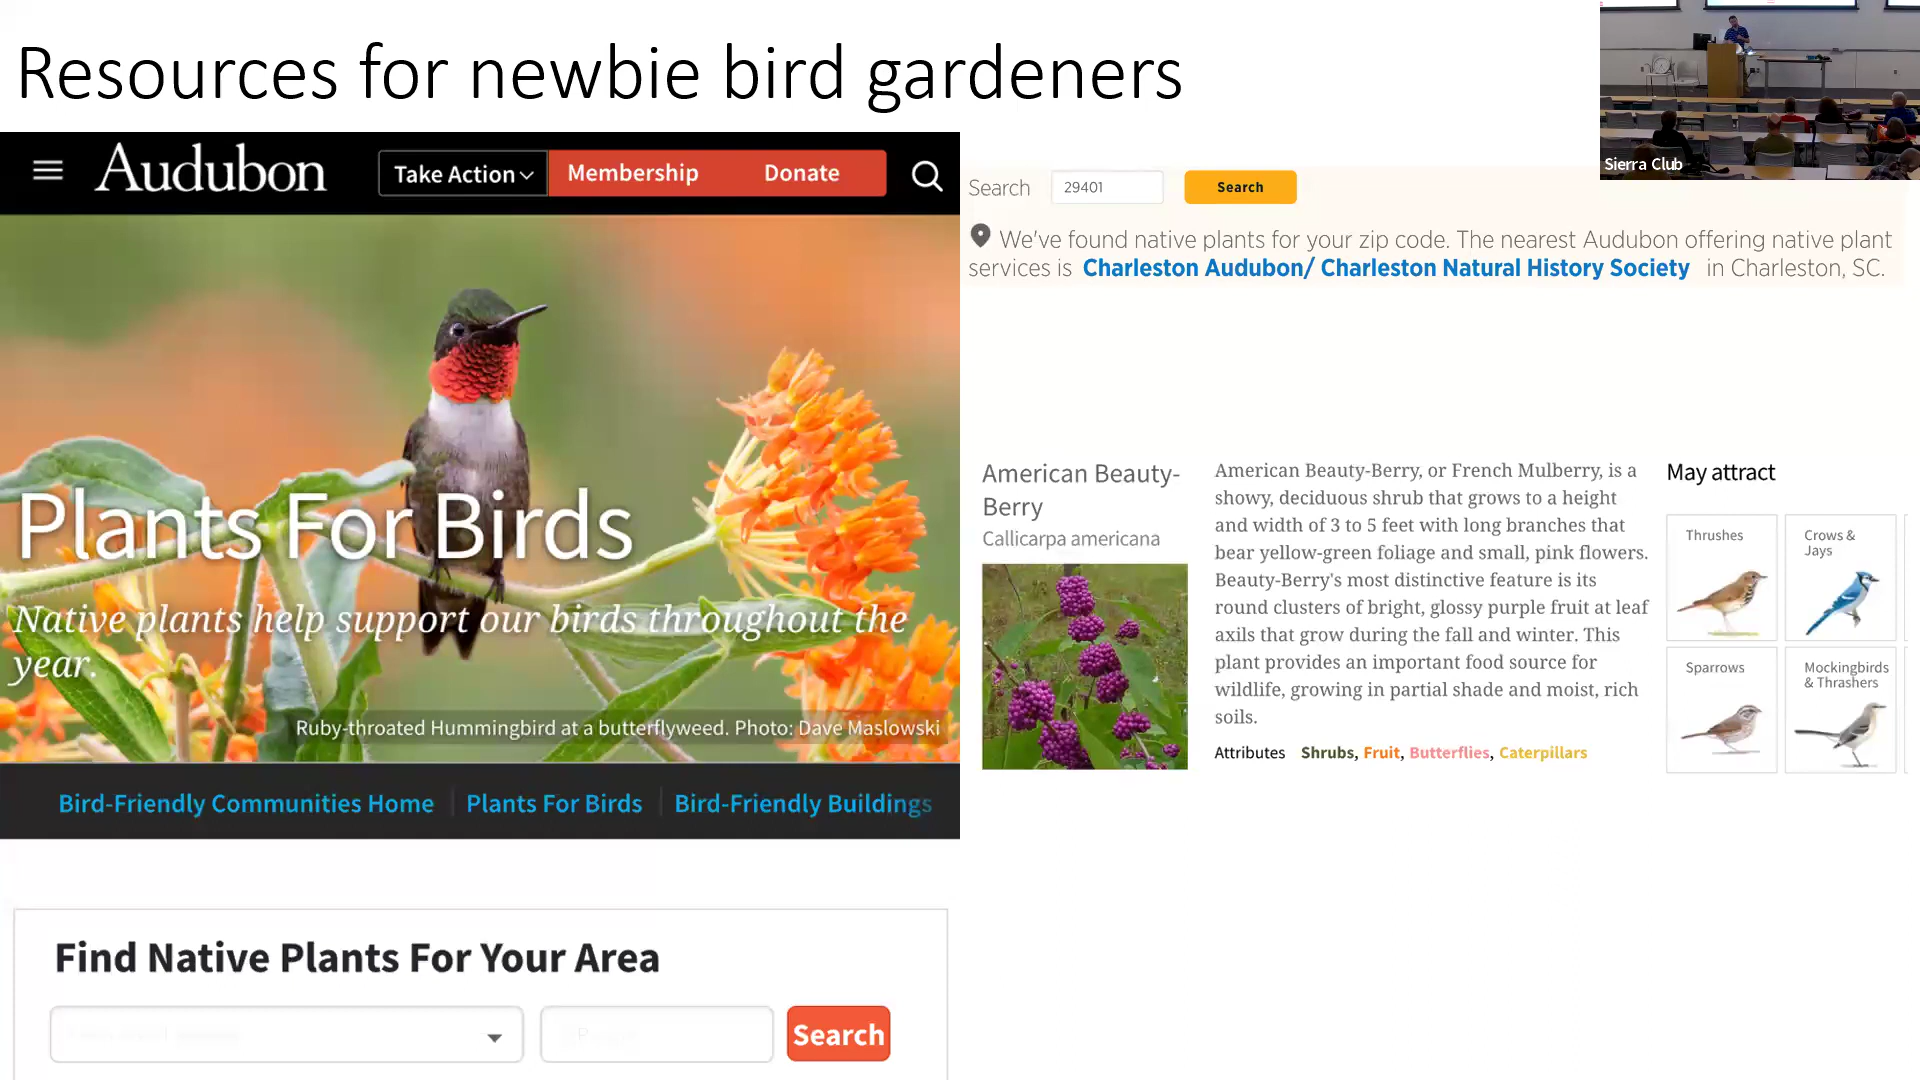 Resources for newbie bird gardeners
Sierra Club
Audubon
Take Action
Membership
Donate
Plants For Birds
Native plants help support our birds throughout the
year.
Ruby-throated Hummingbird at a butterflyweed. Photo: Dave Maslowski
Bird-Friendly Communities Home
Plants For Birds
Bird-Friendly Buildings
Find Native Plants For Your Area
Search
Search
29401
Search
We've found native plants for your zip code. The nearest Audubon offering native plant
services is Charleston Audubon/ Charleston Natural History Society in Charleston, SC.
American Beauty-
Berry
Callicarpa americana
American Beauty-Berry, or French Mulberry, is a
showy, deciduous shrub that grows to a height
and width of 3 to 5 feet with long branches that
bear yellow-green foliage and small, pink flowers.
Beauty-Berry's most distinctive feature is its
round clusters of bright, glossy purple fruit at leaf
axils that grow during the fall and winter. This
plant provides an important food source for
wildlife, growing in partial shade and moist, rich
soils.
Attributes Shrubs, Fruit, Butterflies, Caterpillars
May attract
Thrushes
Crows &
Jays
Sparrows
Mockingbirds
& Thrashers